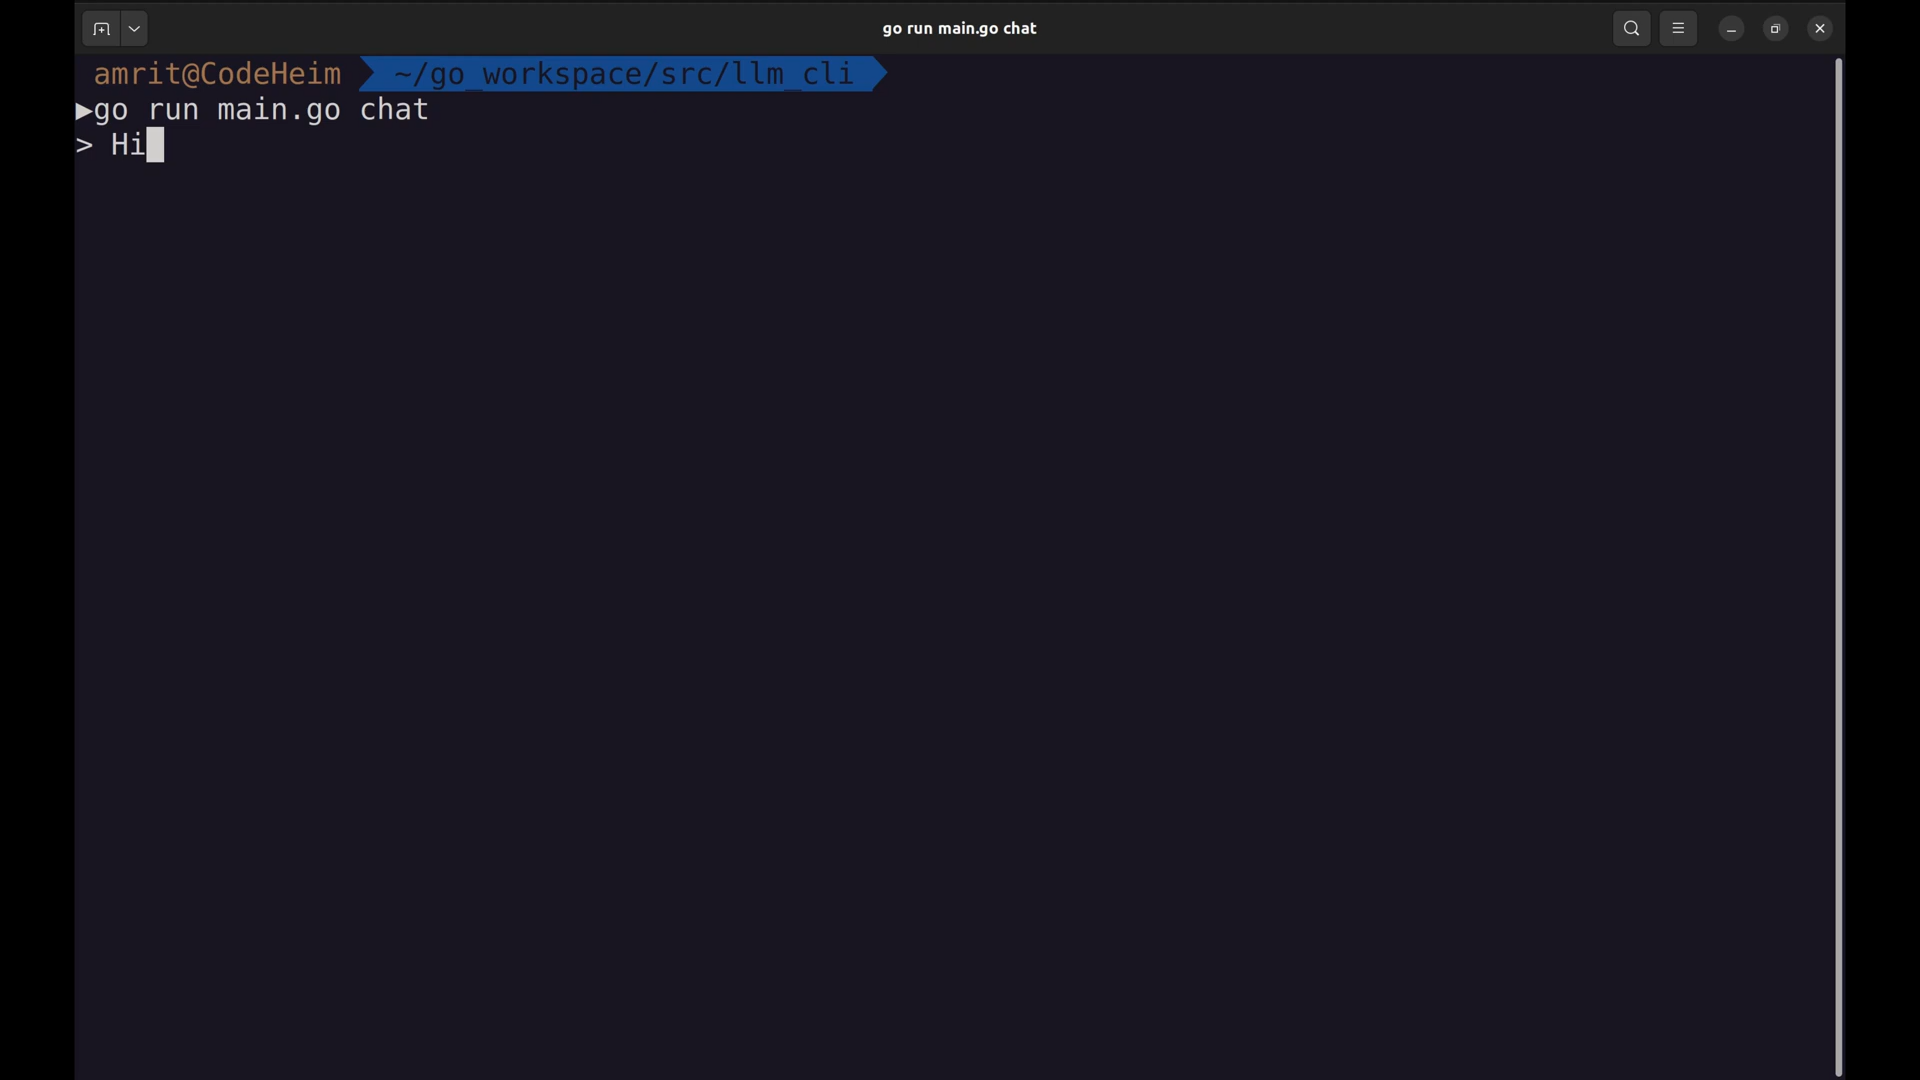 go run main.go chat
amrit@CodeHeim ~/go_workspace/src/llm_cli
▶go run main.go chat
> Hi